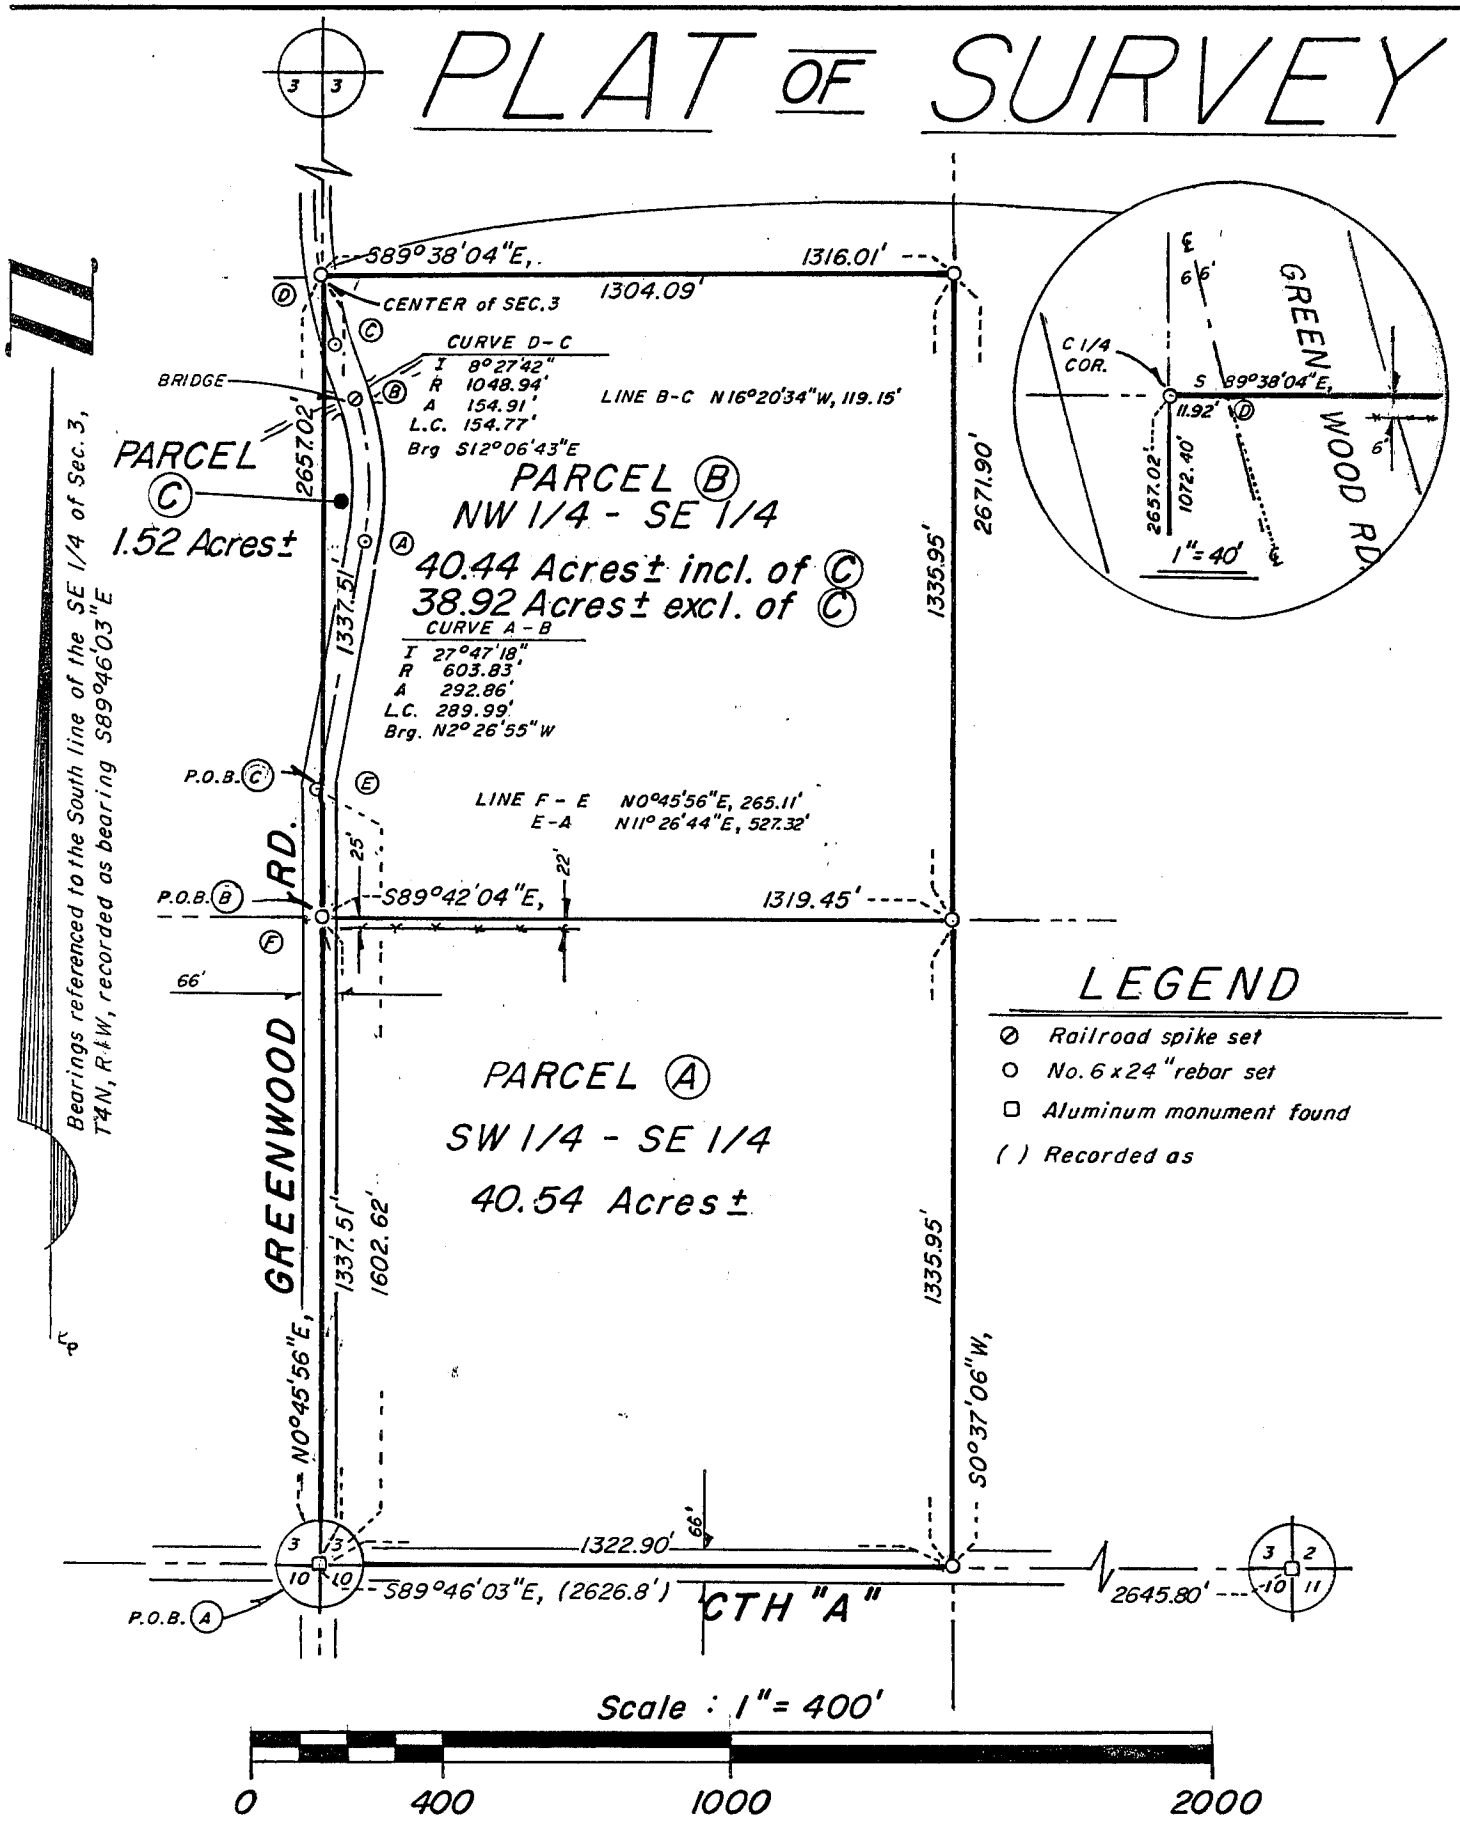 PLAT OF SURVEY
3 3
S89°38'04"E, 1316.01'
1304.09'
D
CENTER of SEC.3
C
CURVE D-C
I 8°27'42"
R 1048.94'
A 154.91'
L.C. 154.77'
Brg S12°06'43"E
BRIDGE
B
LINE B-C N16°20'34"W, 119.15'
2657.02'
PARCEL
C
1.52 Acres±
PARCEL B
NW 1/4 - SE 1/4
40.44 Acres± incl. of C
38.92 Acres± excl. of C
A
1337.51'
CURVE A-B
I 27°47'18"
R 603.83'
A 292.86'
L.C. 289.99'
Brg. N2°26'55"W
1335.95'
2671.90'
P.O.B. C
E
LINE F-E N0°45'56"E, 265.11'
E-A N11°26'44"E, 527.32'
25'
22'
P.O.B. B
S89°42'04"E, 1319.45'
F
66'
GREENWOOD RD.
PARCEL A
SW 1/4 - SE 1/4
40.54 Acres±
1337.51'
1602.62'
N0°45'56"E,
1335.95'
S0°37'06"W,
C 1/4
COR.
66'
GREEN WOOD RD.
S 89°38'04"E,
11.92'
D
6'
2657.02'
1072.40'
1"=40'
LEGEND
Railroad spike set
No. 6 x 24" rebar set
Aluminum monument found
( ) Recorded as
Bearings referenced to the South line of the SE 1/4 of Sec. 3,
T4N, R1W, recorded as bearing S89°46'03"E
3 3
10 10
P.O.B. A
1322.90'
66'
S89°46'03"E, (2626.8')
CTH "A"
2645.80'
3 2
10 11
Scale : 1"= 400'
0 400 1000 2000